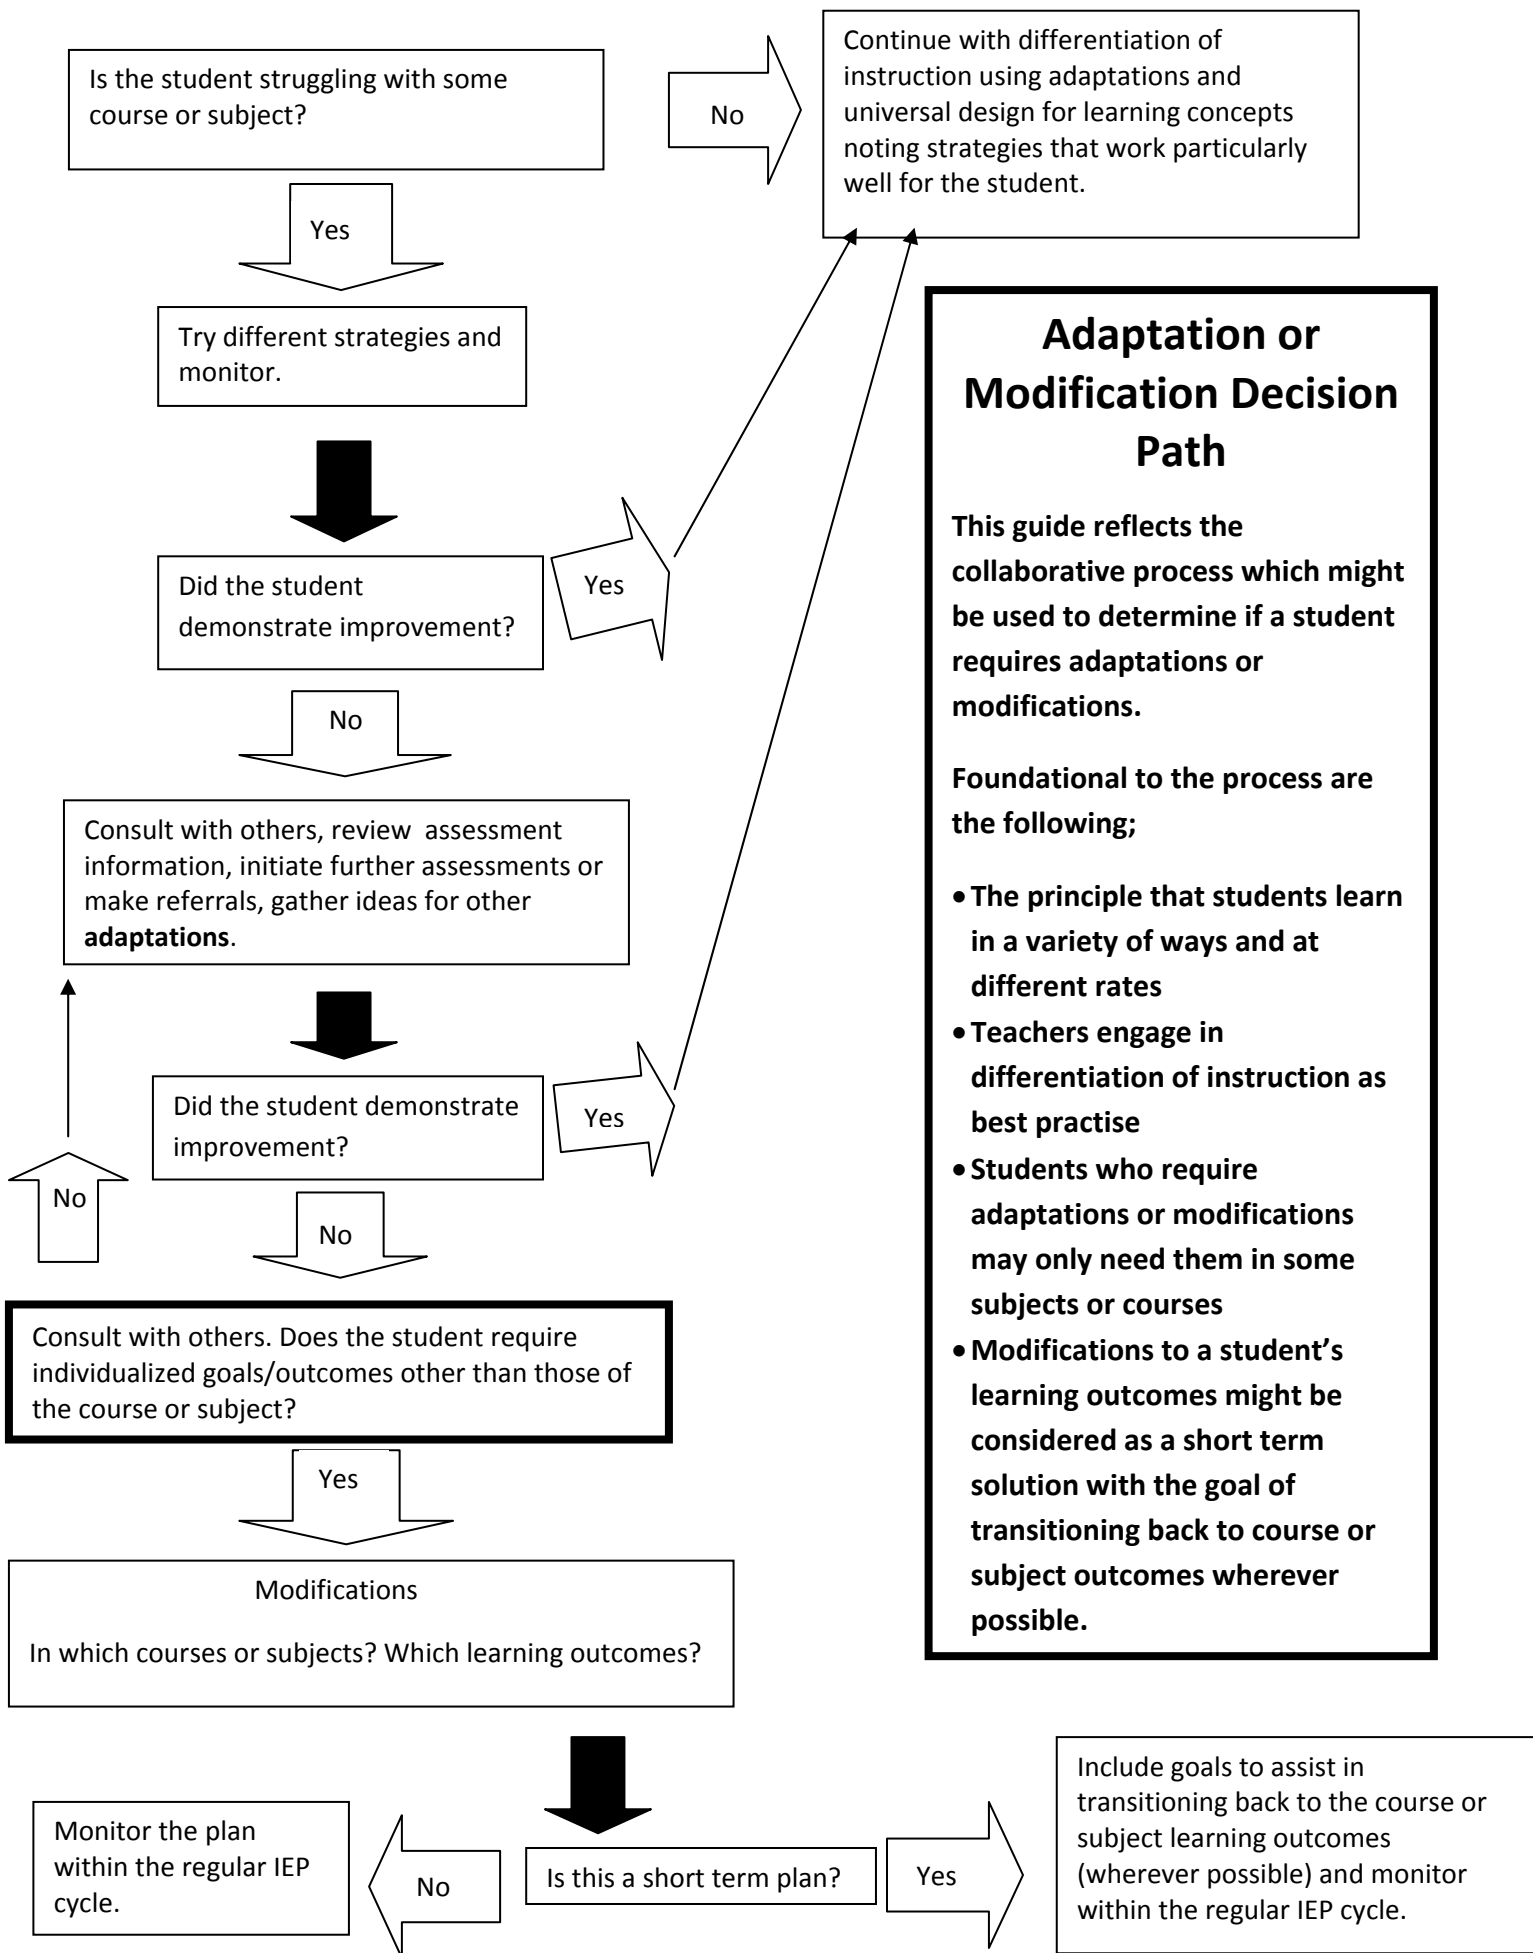 Is the student struggling with some
course or subject?
No
Continue with differentiation of
instruction using adaptations and
universal design for learning concepts
noting strategies that work particularly
well for the student.
Yes
Try different strategies and
monitor.
Did the student
demonstrate improvement?
Yes
No
Consult with others, review  assessment
information, initiate further assessments or
make referrals, gather ideas for other
adaptations.
Did the student demonstrate
improvement?
Yes
No
No
Consult with others. Does the student require
individualized goals/outcomes other than those of
the course or subject?
Yes
Modifications
In which courses or subjects? Which learning outcomes?
Is this a short term plan?
No
Monitor the plan
within the regular IEP
cycle.
Yes
Include goals to assist in
transitioning back to the course or
subject learning outcomes
(wherever possible) and monitor
within the regular IEP cycle.
Adaptation or
Modification Decision
Path
This guide reflects the
collaborative process which might
be used to determine if a student
requires adaptations or
modifications.
Foundational to the process are
the following;
• The principle that students learn
in a variety of ways and at
different rates
• Teachers engage in
differentiation of instruction as
best practise
• Students who require
adaptations or modifications
may only need them in some
subjects or courses
• Modifications to a student’s
learning outcomes might be
considered as a short term
solution with the goal of
transitioning back to course or
subject outcomes wherever
possible.